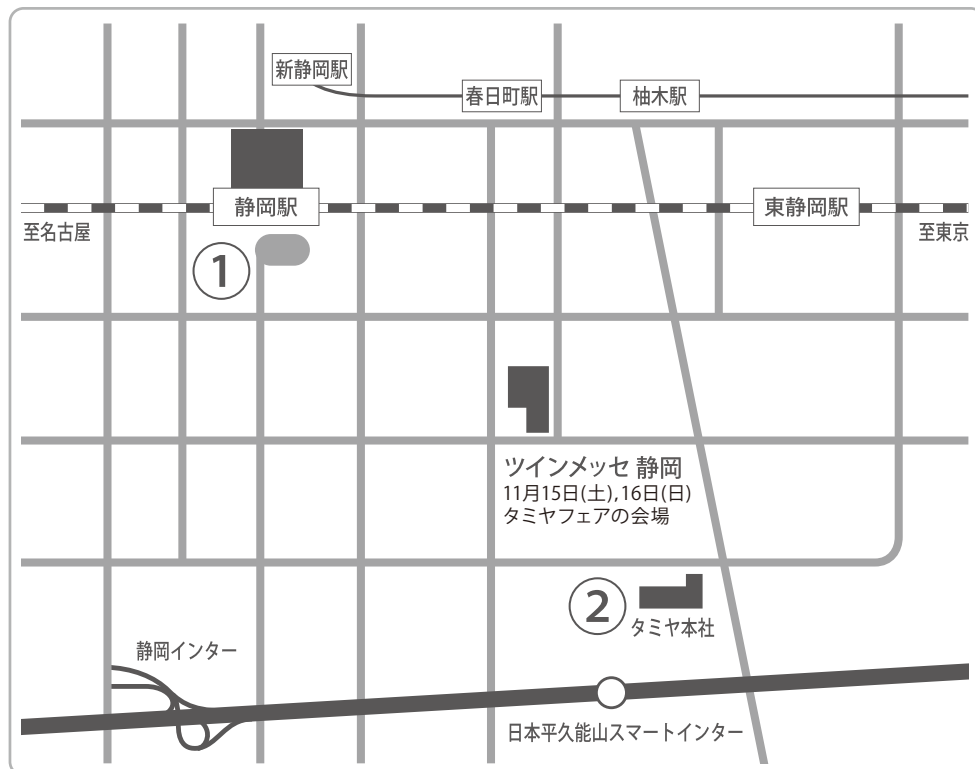 新静岡駅
春日町駅
柚木駅
静岡駅
東静岡駅
至名古屋
至東京
①
ツインメッセ 静岡
11月15日(土),16日(日)
タミヤフェアの会場
②
タミヤ本社
静岡インター
日本平久能山スマートインター